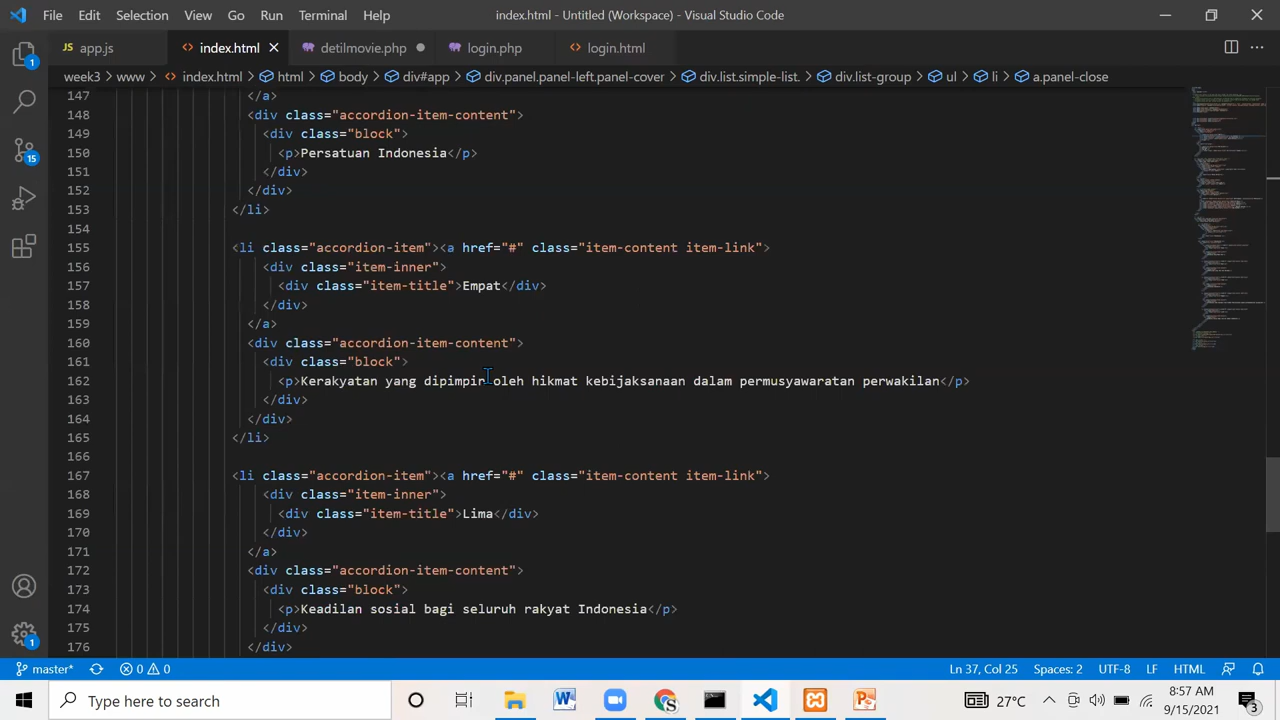 File Edit Selection View Go Run Terminal Help index.html - Untitled (Workspace) - Visual Studio Code
JS app.js index.html detilmovie.php login.php login.html
week3 > www > index.html > html > body > div#app > div.panel.panel-left.panel-cover > div.list.simple-list. > div.list-group > ul > li > a.panel-close
147 </a>
class="accordion-item-content">
<div class="block">
150 <p>Persatuan Indonesia</p>
151 </div>
152 </div>
153 </li>
154
155 <li class="accordion-item"><a href="#" class="item-content item-link">
156 <div class="item-inner">
157 <div class="item-title">Empat</div>
158 </div>
159 </a>
160 <div class="accordion-item-content">
161 <div class="block">
162 <p>Kerakyatan yang dipimpin oleh hikmat kebijaksanaan dalam permusyawaratan perwakilan</p>
163 </div>
164 </div>
165 </li>
166
167 <li class="accordion-item"><a href="#" class="item-content item-link">
168 <div class="item-inner">
169 <div class="item-title">Lima</div>
170 </div>
171 </a>
172 <div class="accordion-item-content">
173 <div class="block">
174 <p>Keadilan sosial bagi seluruh rakyat Indonesia</p>
175 </div>
176 </div>
1
15
1
master* 0 0 Ln 37, Col 25 Spaces: 2 UTF-8 LF HTML
Type here to search 27°C 8:57 AM
9/15/2021 3